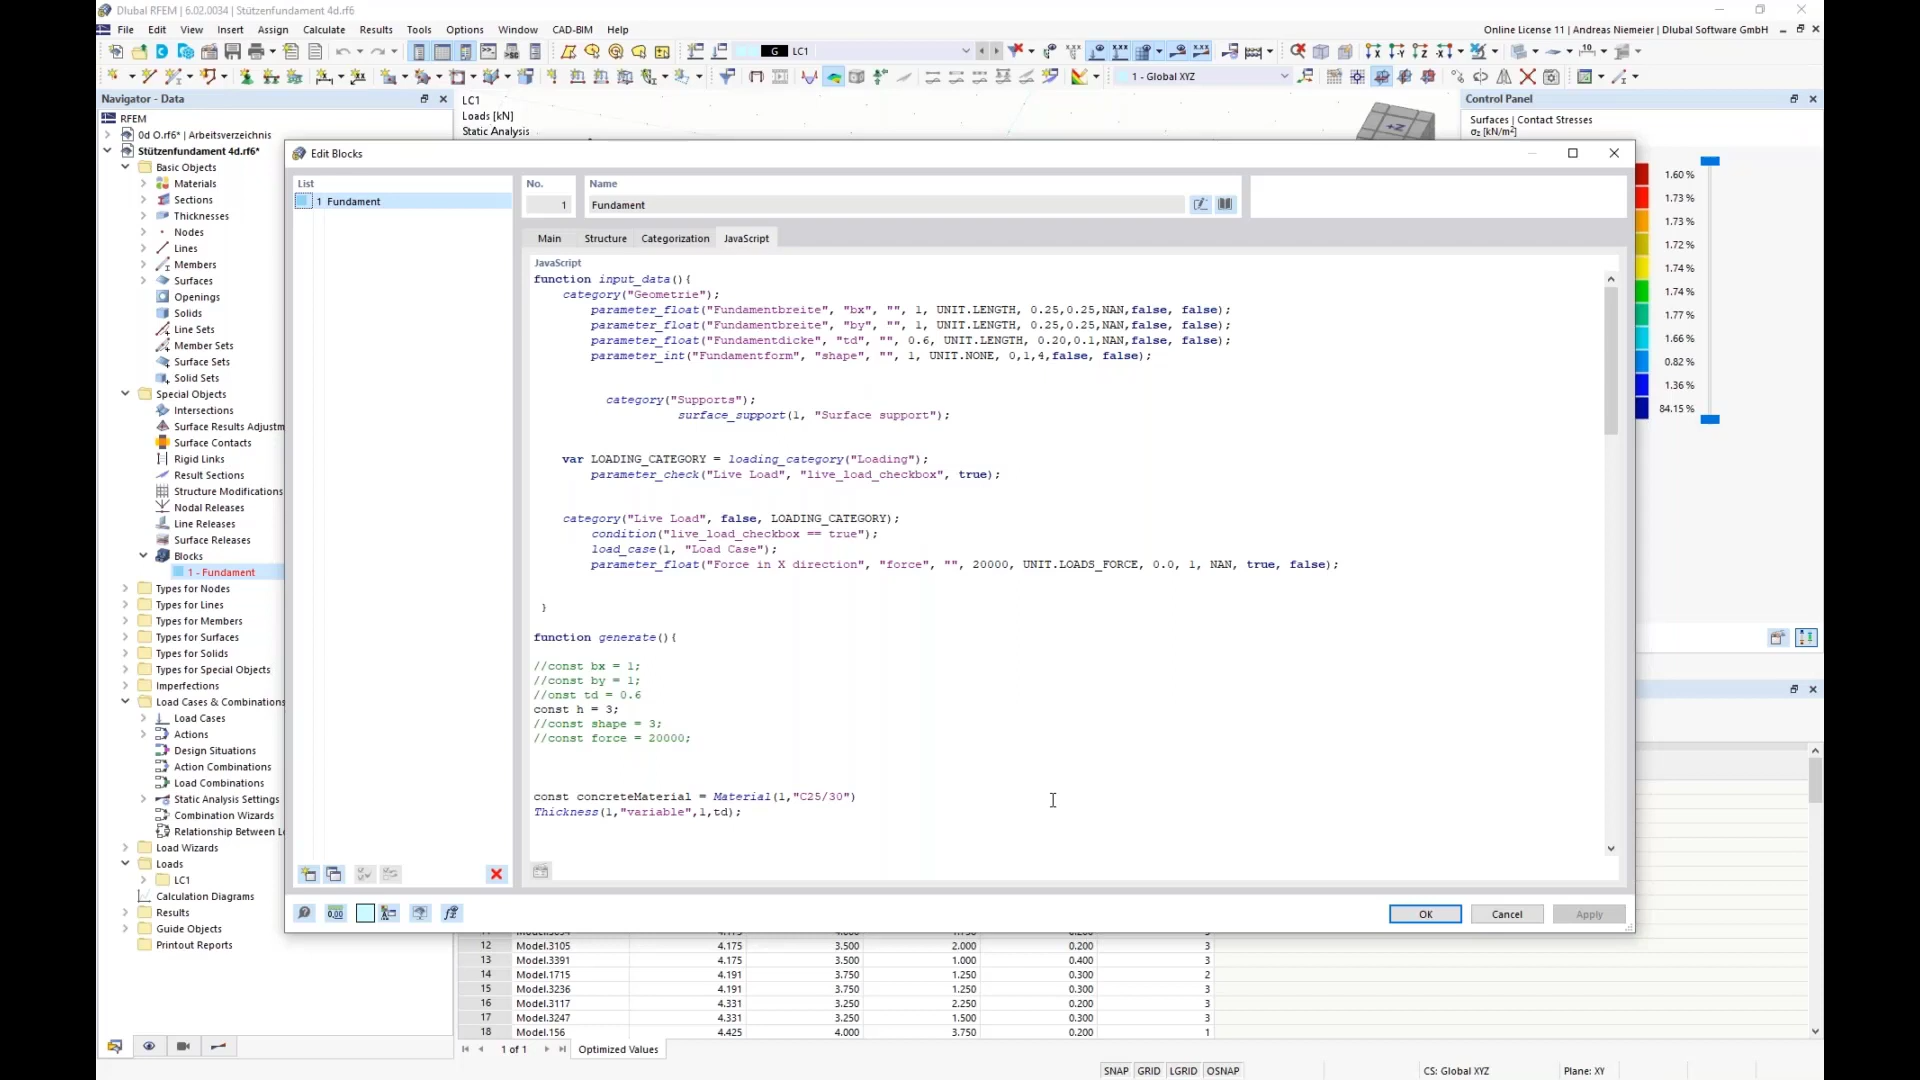 Dlubal RFEM | 6.02.0034 | Stützenfundament 4d.rf6
File Edit View Insert Assign Calculate Results Tools Options Window CAD-BIM Help
Online License 11 | Andreas Niemeier | Dlubal Software GmbH
G LC1
1 - Global XYZ
Navigator - Data
RFEM
0d O.rf6* | Arbeitsverzeichnis
Stützenfundament 4d.rf6*
Basic Objects
Materials
Sections
Thicknesses
Nodes
Lines
Members
Surfaces
Openings
Solids
Line Sets
Member Sets
Surface Sets
Solid Sets
Special Objects
Intersections
Surface Results Adjustm
Surface Contacts
Rigid Links
Result Sections
Structure Modifications
Nodal Releases
Line Releases
Surface Releases
Blocks
1 - Fundament
Types for Nodes
Types for Lines
Types for Members
Types for Surfaces
Types for Solids
Types for Special Objects
Imperfections
Load Cases & Combinations
Load Cases
Actions
Design Situations
Action Combinations
Load Combinations
Static Analysis Settings
Combination Wizards
Relationship Between L
Load Wizards
Loads
LC1
Calculation Diagrams
Results
Guide Objects
Printout Reports
LC1
Loads [kN]
Static Analysis
+Z
Control Panel
Surfaces | Contact Stresses
σz [kN/m²]
1.60 %
1.73 %
1.73 %
1.72 %
1.74 %
1.74 %
1.77 %
1.66 %
0.82 %
1.36 %
84.15 %
Edit Blocks
List
1 Fundament
No.
1
Name
Fundament
Main Structure Categorization JavaScript
JavaScript
function input_data(){
category("Geometrie");
parameter_float("Fundamentbreite", "bx", "", 1, UNIT.LENGTH, 0.25,0.25,NAN,false, false);
parameter_float("Fundamentbreite", "by", "", 1, UNIT.LENGTH, 0.25,0.25,NAN,false, false);
parameter_float("Fundamentdicke", "td", "", 0.6, UNIT.LENGTH, 0.20,0.1,NAN,false, false);
parameter_int("Fundamentform", "shape", "", 1, UNIT.NONE, 0,1,4,false, false);
category("Supports");
surface_support(1, "Surface support");
var LOADING_CATEGORY = loading_category("Loading");
parameter_check("Live Load", "live_load_checkbox", true);
category("Live Load", false, LOADING_CATEGORY);
condition("live_load_checkbox == true");
load_case(1, "Load Case");
parameter_float("Force in X direction", "force", "", 20000, UNIT.LOADS_FORCE, 0.0, 1, NAN, true, false);
}
function generate(){
//const bx = 1;
//const by = 1;
//onst td = 0.6
const h = 3;
//const shape = 3;
//const force = 20000;
const concreteMaterial = Material(1,"C25/30")
Thickness(1,"variable",1,td);
OK Cancel Apply
12 Model.3105 4.175 3.500 2.000 0.200 3
13 Model.3391 4.175 3.500 1.000 0.400 3
14 Model.1715 4.191 3.750 1.250 0.300 2
15 Model.3236 4.191 3.750 1.250 0.300 3
16 Model.3117 4.331 3.250 2.250 0.200 3
17 Model.3247 4.331 3.250 1.500 0.300 3
18 Model.156 4.425 4.000 3.750 0.200 1
1 of 1 Optimized Values
SNAP GRID LGRID OSNAP CS: Global XYZ Plane: XY